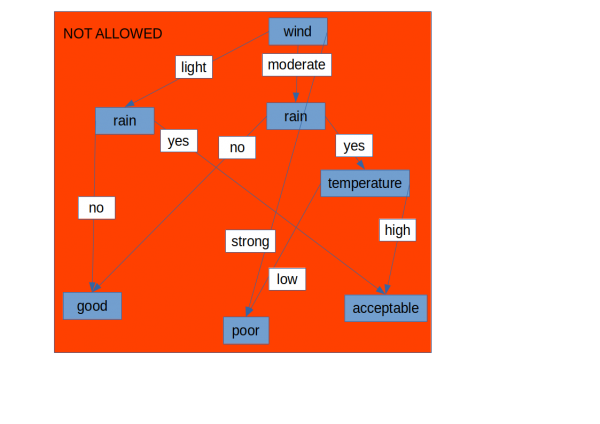 NOT ALLOWED
wind
light
moderate
rain
rain
yes
no
yes
temperature
no
high
strong
low
good
acceptable
poor